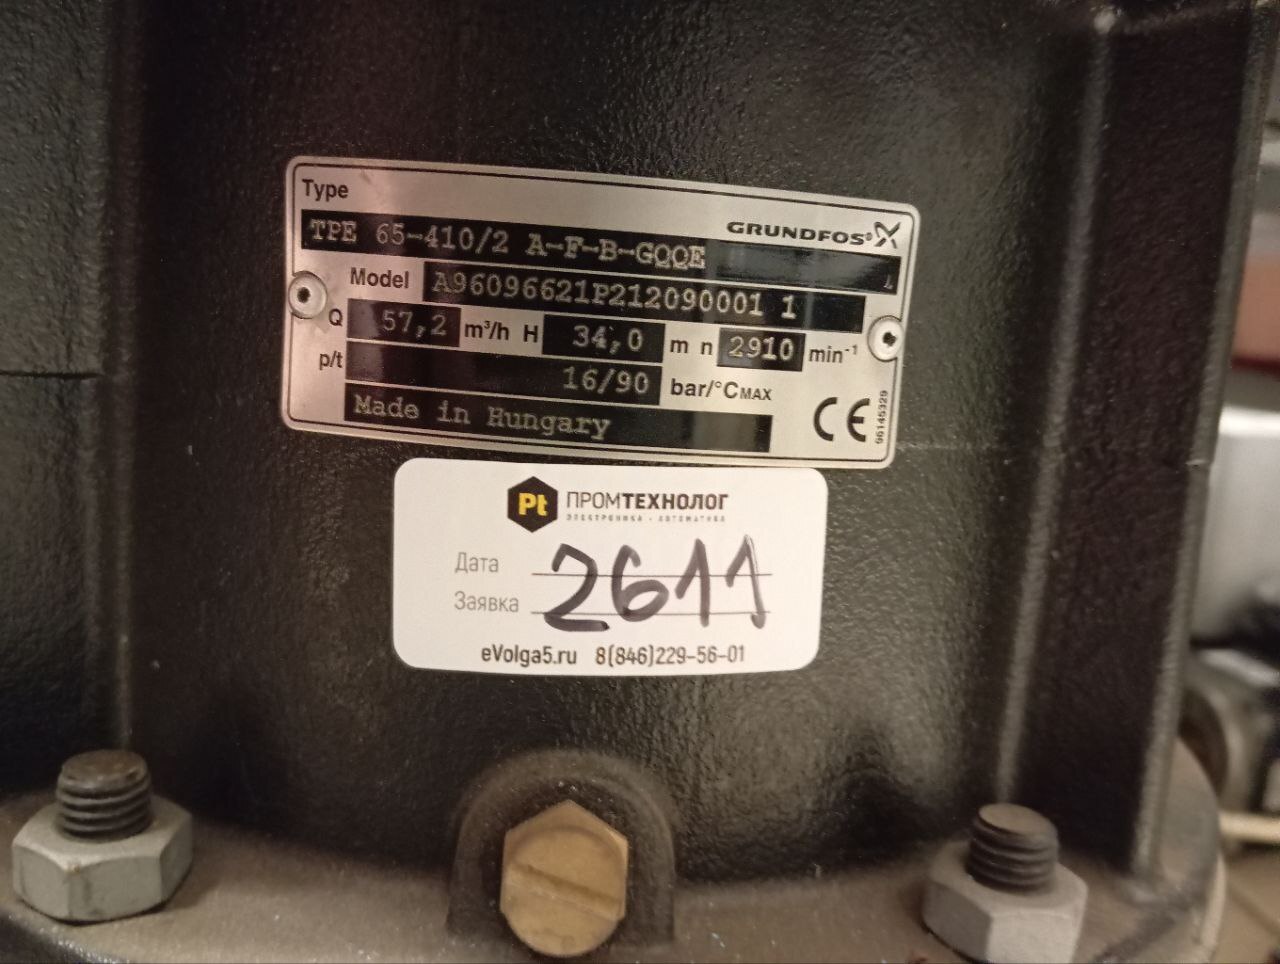 Type
GRUNDFOS
TPE 65-410/2 A-F-B-GQQE
Model A96096621P212090001 1
Q 57,2 m³/h H 34,0 m n 2910 min⁻¹
p/t 16/90 bar/°CMAX
Made in Hungary
CE
96145329
Pt ПРОМТЕХНОЛОГ
ЭЛЕКТРОНИКА • АВТОМАТИКА
Дата
Заявка 2611
eVolga5.ru 8(846)229-56-01